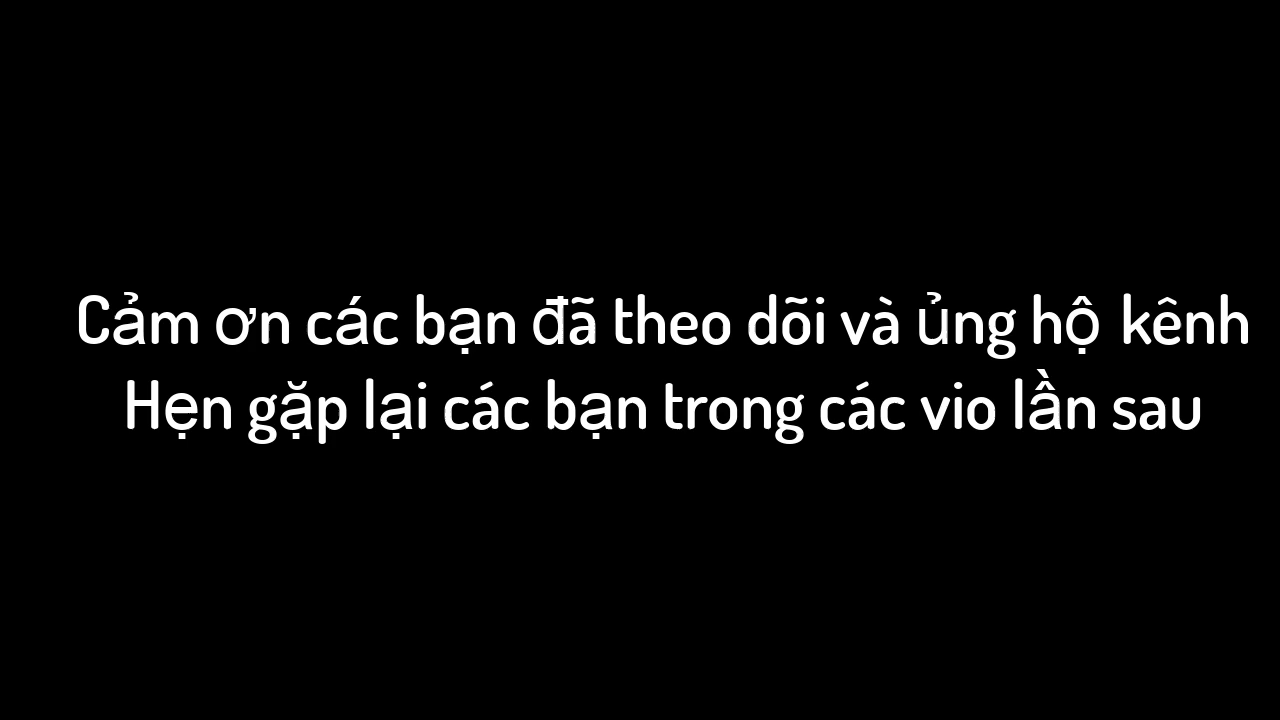 Cảm ơn các bạn đã theo dõi và ủng hộ kênh
Hẹn gặp lại các bạn trong các vio lần sau